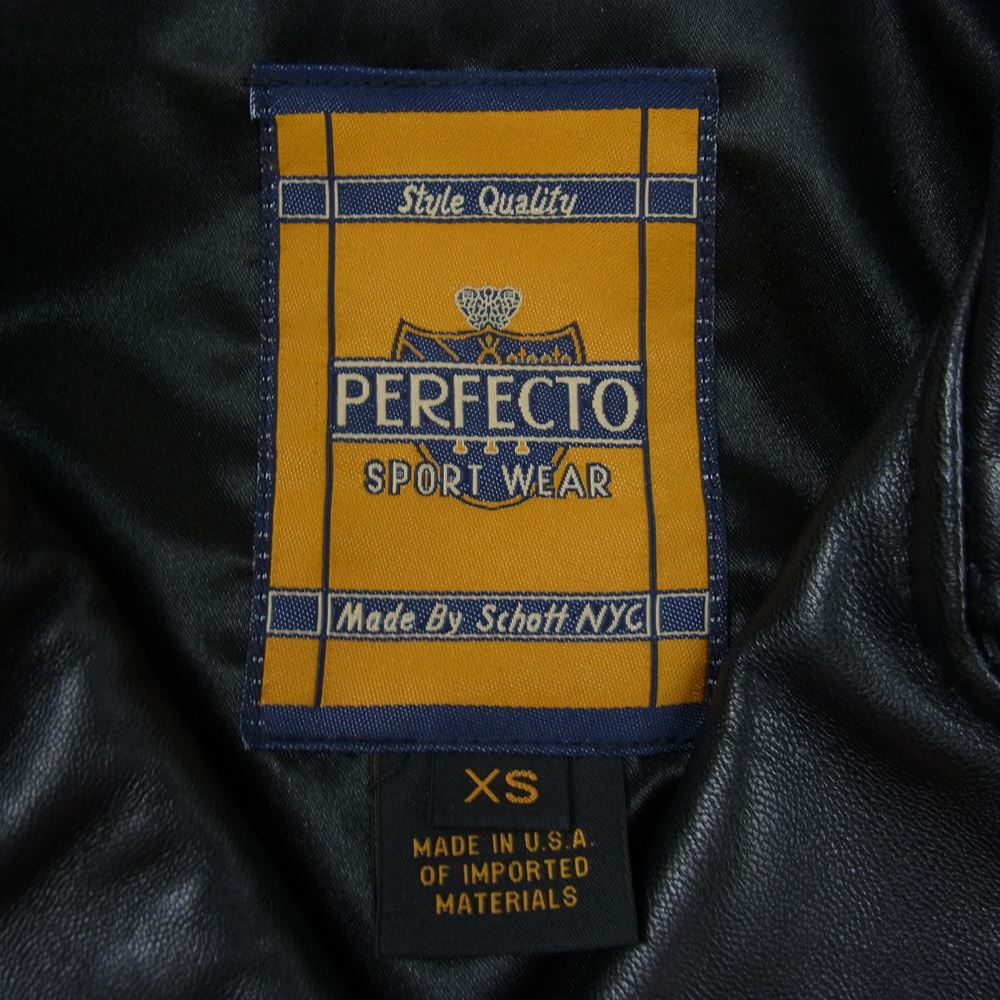 Style Quality
PERFECTO
SPORT WEAR
Made By Schott NYC
XS
MADE IN U.S.A.
OF IMPORTED
MATERIALS